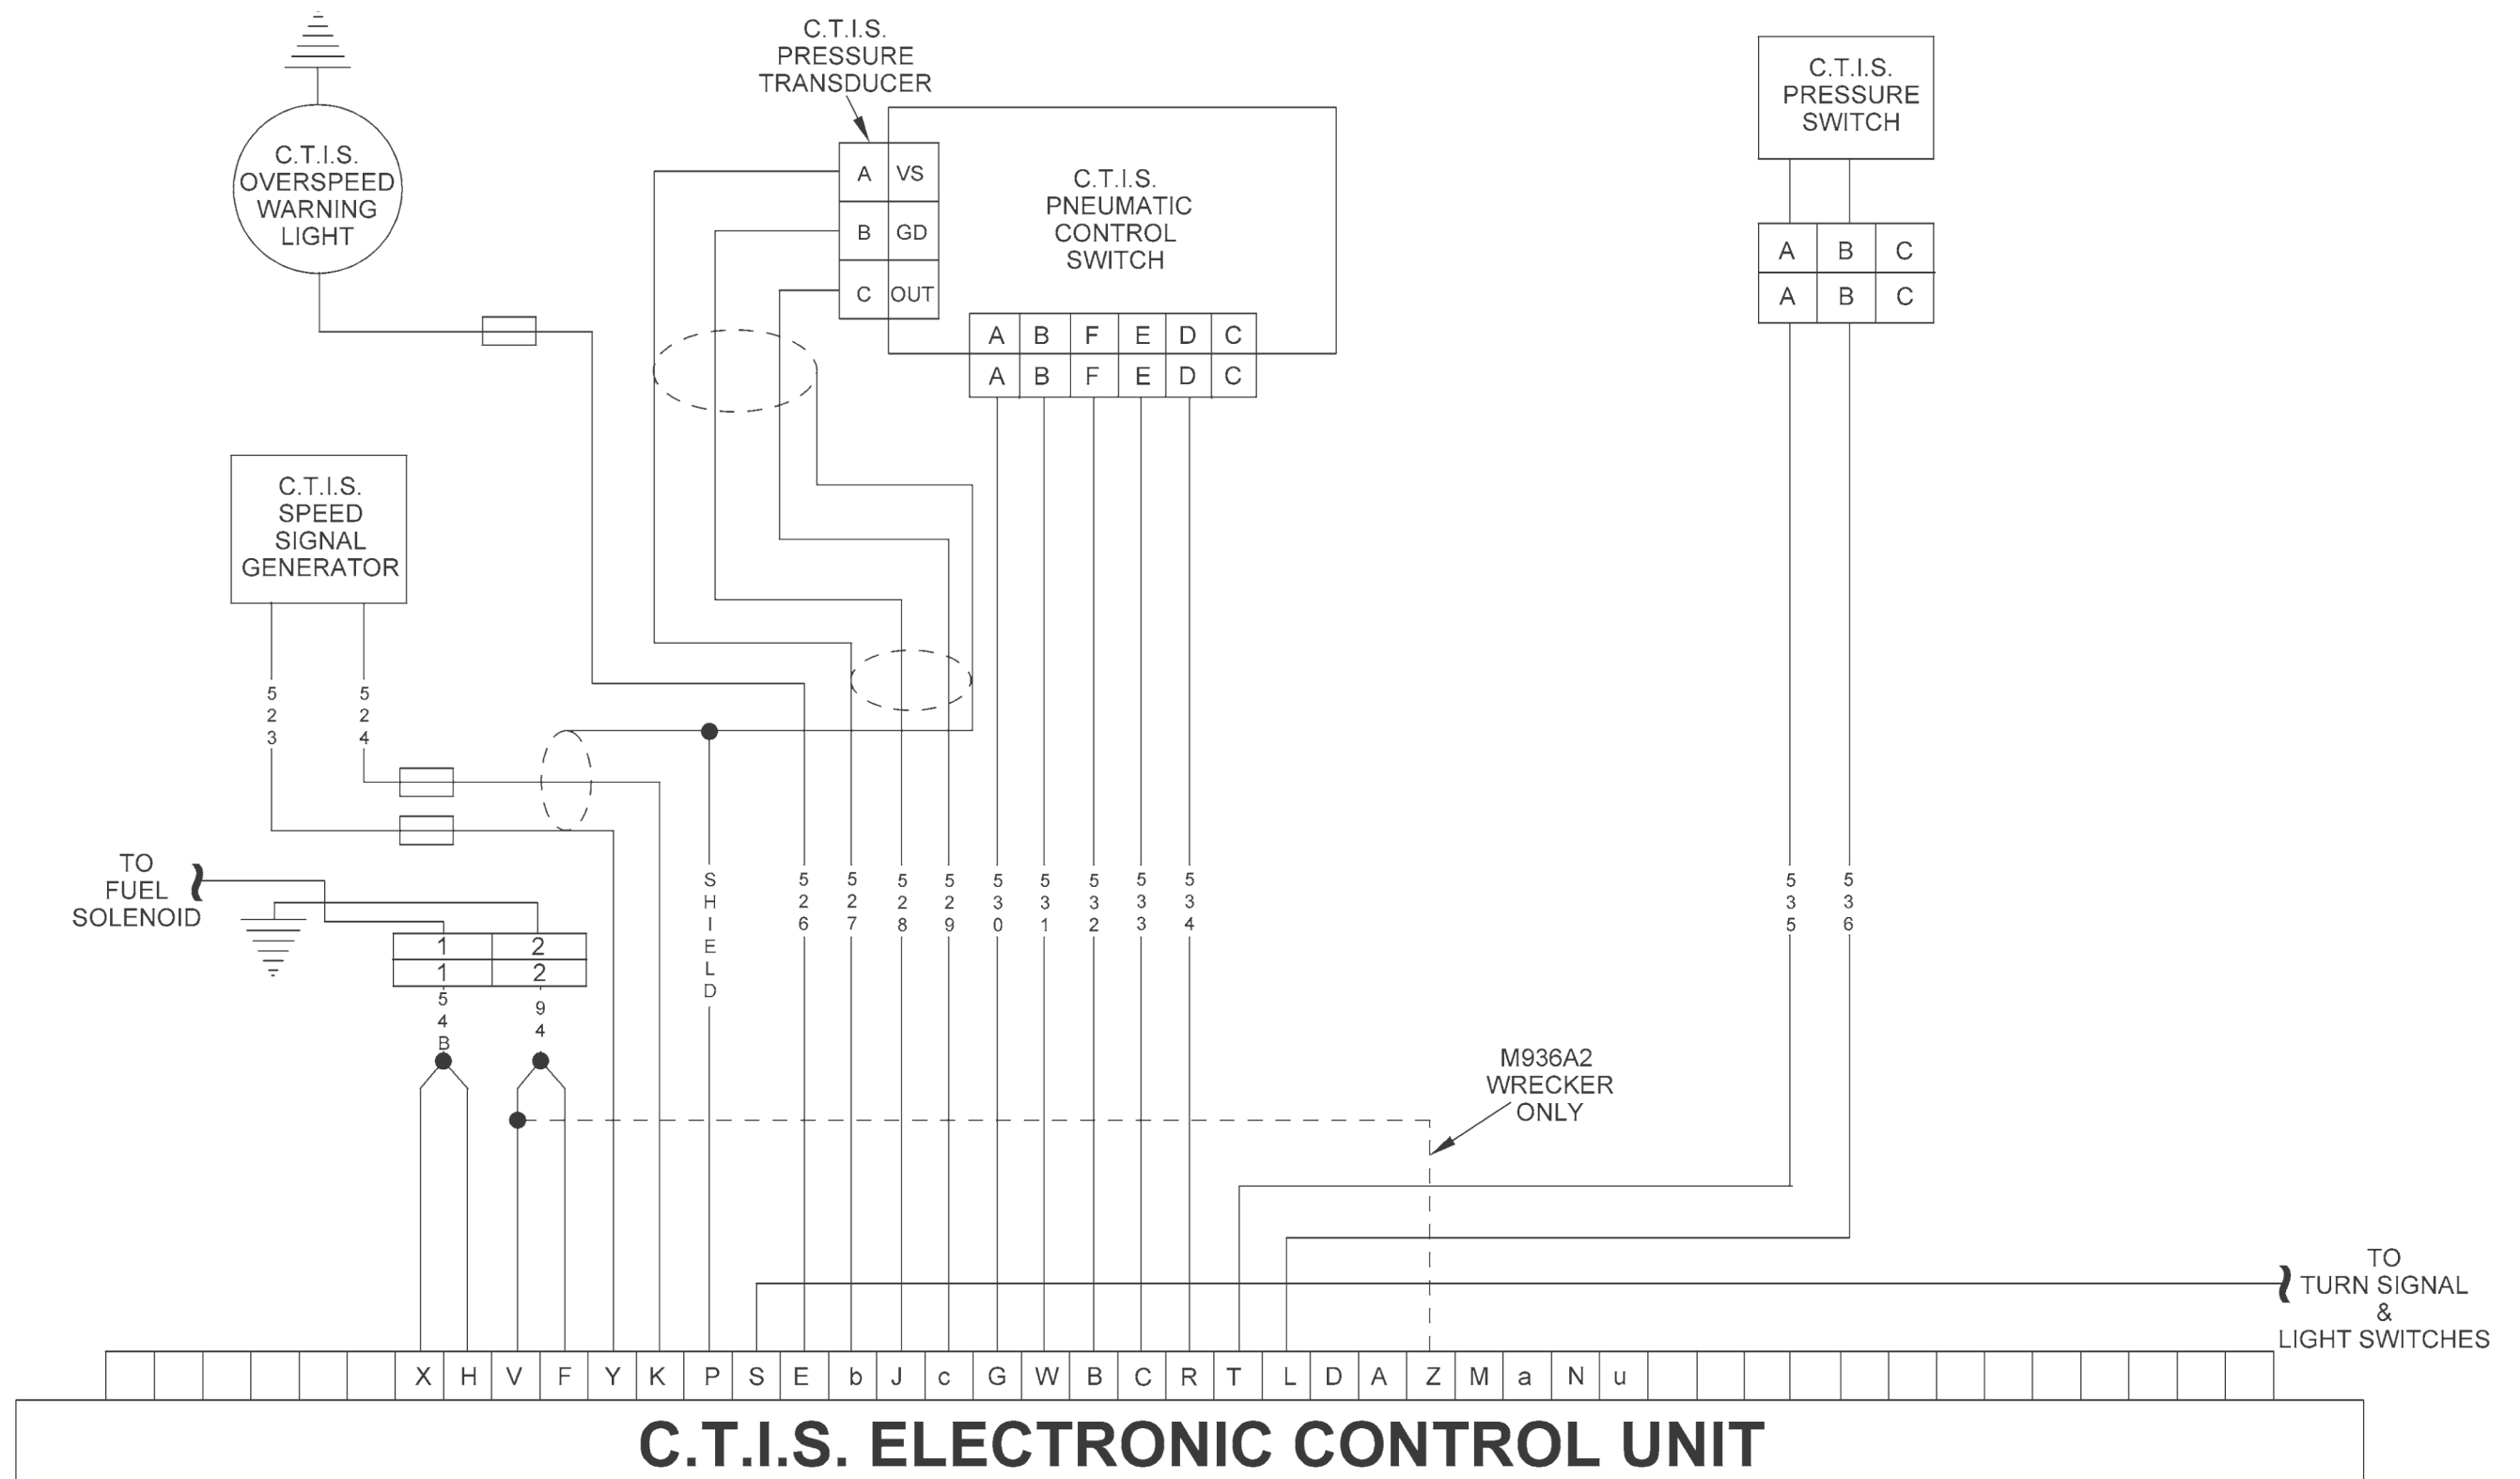 C.T.I.S.
PRESSURE
TRANSDUCER
C.T.I.S.
PRESSURE
SWITCH
C.T.I.S.
OVERSPEED
WARNING
LIGHT
A VS
B GD
C OUT
C.T.I.S.
PNEUMATIC
CONTROL
SWITCH
A B C
A B C
A B F E D C
A B F E D C
C.T.I.S.
SPEED
SIGNAL
GENERATOR
523
524
TO
FUEL
SOLENOID
SHIELD
526
527
528
529
530
531
532
533
534
535
536
1 2
1 2
54B
94
M936A2
WRECKER
ONLY
TO
TURN SIGNAL
&
LIGHT SWITCHES
X H V F Y K P S E b J c G W B C R T L D A Z M a N u
C.T.I.S. ELECTRONIC CONTROL UNIT